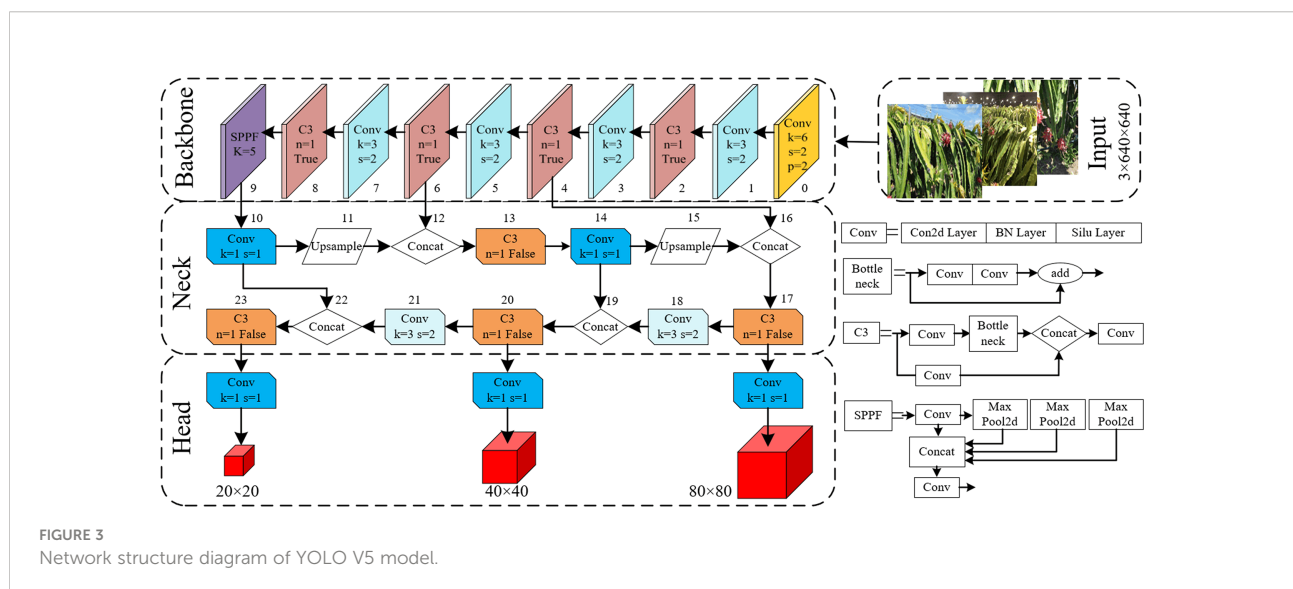 Backbone
SPPF
K=5
9
C3
n=1
True
8
Conv
k=3
s=2
7
C3
n=1
True
6
Conv
k=3
s=2
5
C3
n=1
True
4
Conv
k=3
s=2
3
C3
n=1
True
2
Conv
k=3
s=2
1
Conv
k=6
s=2
p=2
0
Input
3×640×640
Neck
10
Conv
k=1 s=1
11
Upsample
12
Concat
13
C3
n=1 False
14
Conv
k=1 s=1
15
Upsample
16
Concat
23
C3
n=1 False
22
Concat
21
Conv
k=3 s=2
20
C3
n=1 False
19
Concat
18
Conv
k=3 s=2
17
C3
n=1 False
Head
Conv
k=1 s=1
Conv
k=1 s=1
Conv
k=1 s=1
20×20
40×40
80×80
Conv
Con2d Layer
BN Layer
Silu Layer
Bottle
neck
Conv
Conv
add
C3
Conv
Bottle
neck
Concat
Conv
Conv
SPPF
Conv
Max
Pool2d
Max
Pool2d
Max
Pool2d
Concat
Conv
FIGURE 3
Network structure diagram of YOLO V5 model.